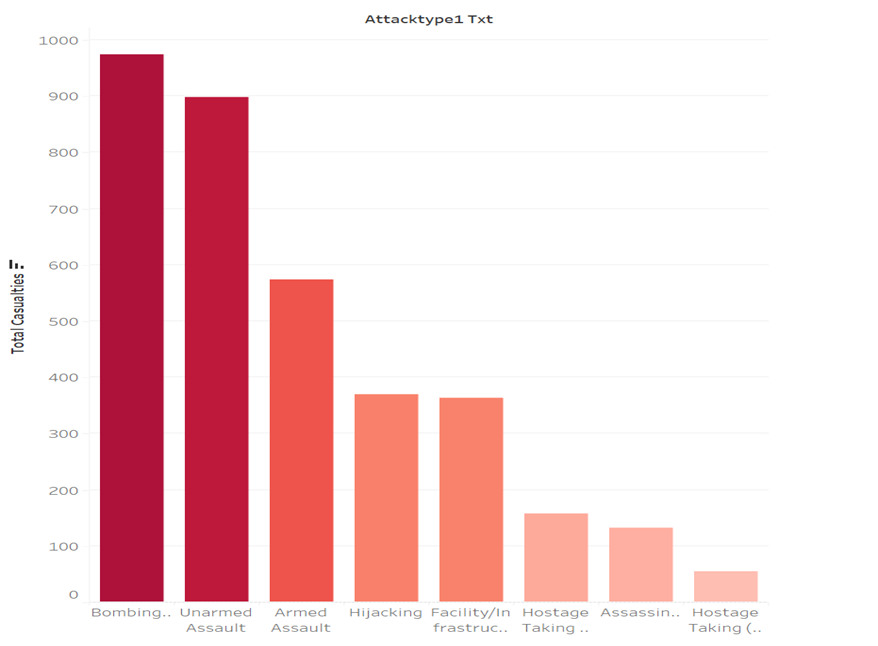 Attacktype1 Txt
1000
900
800
700
600
500
400
300
200
100
0
Total Casualties
Bombing.. Unarmed Armed Hijacking Facility/In Hostage Assassin.. Hostage
Assault Assault frastruc.. Taking .. Taking (..